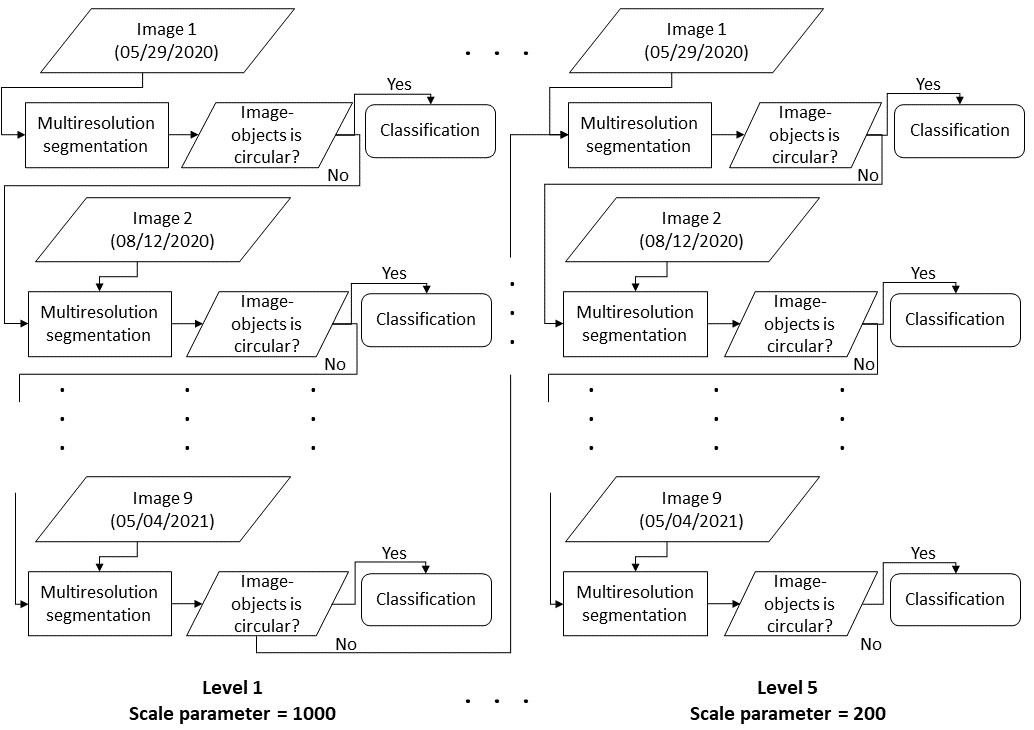 Image 1
(05/29/2020)
Yes
Multiresolution
segmentation
Image-
objects is
circular?
Classification
No
Image 2
(08/12/2020)
Yes
Multiresolution
segmentation
Image-
objects is
circular?
Classification
No
Image 9
(05/04/2021)
Yes
Multiresolution
segmentation
Image-
objects is
circular?
Classification
No
Level 1
Scale parameter = 1000
Image 1
(05/29/2020)
Yes
Multiresolution
segmentation
Image-
objects is
circular?
Classification
No
Image 2
(08/12/2020)
Yes
Multiresolution
segmentation
Image-
objects is
circular?
Classification
No
Image 9
(05/04/2021)
Yes
Multiresolution
segmentation
Image-
objects is
circular?
Classification
No
Level 5
Scale parameter = 200